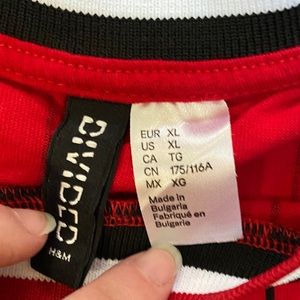 DIVIDED
H&M
EUR XL
US XL
CA TG
CN 175/116A
MX XG
Made in
Bulgaria
Fabriqué en
Bulgarie